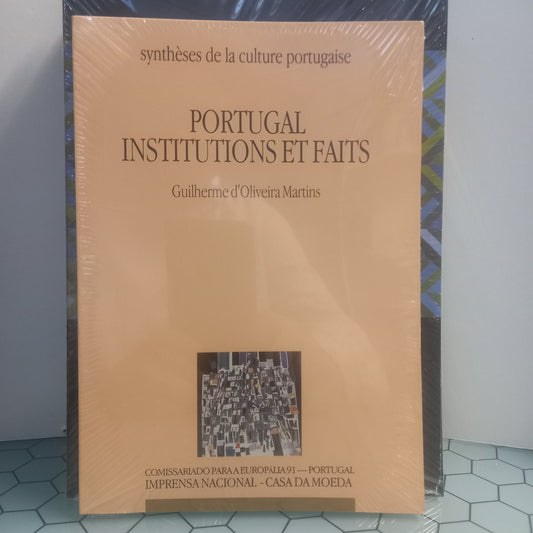 synthèses de la culture portugaise
PORTUGAL
INSTITUTIONS ET FAITS
Guilherme d'Oliveira Martins
COMISSARIADO PARA A EUROPÁLIA 91 — PORTUGAL
IMPRENSA NACIONAL - CASA DA MOEDA